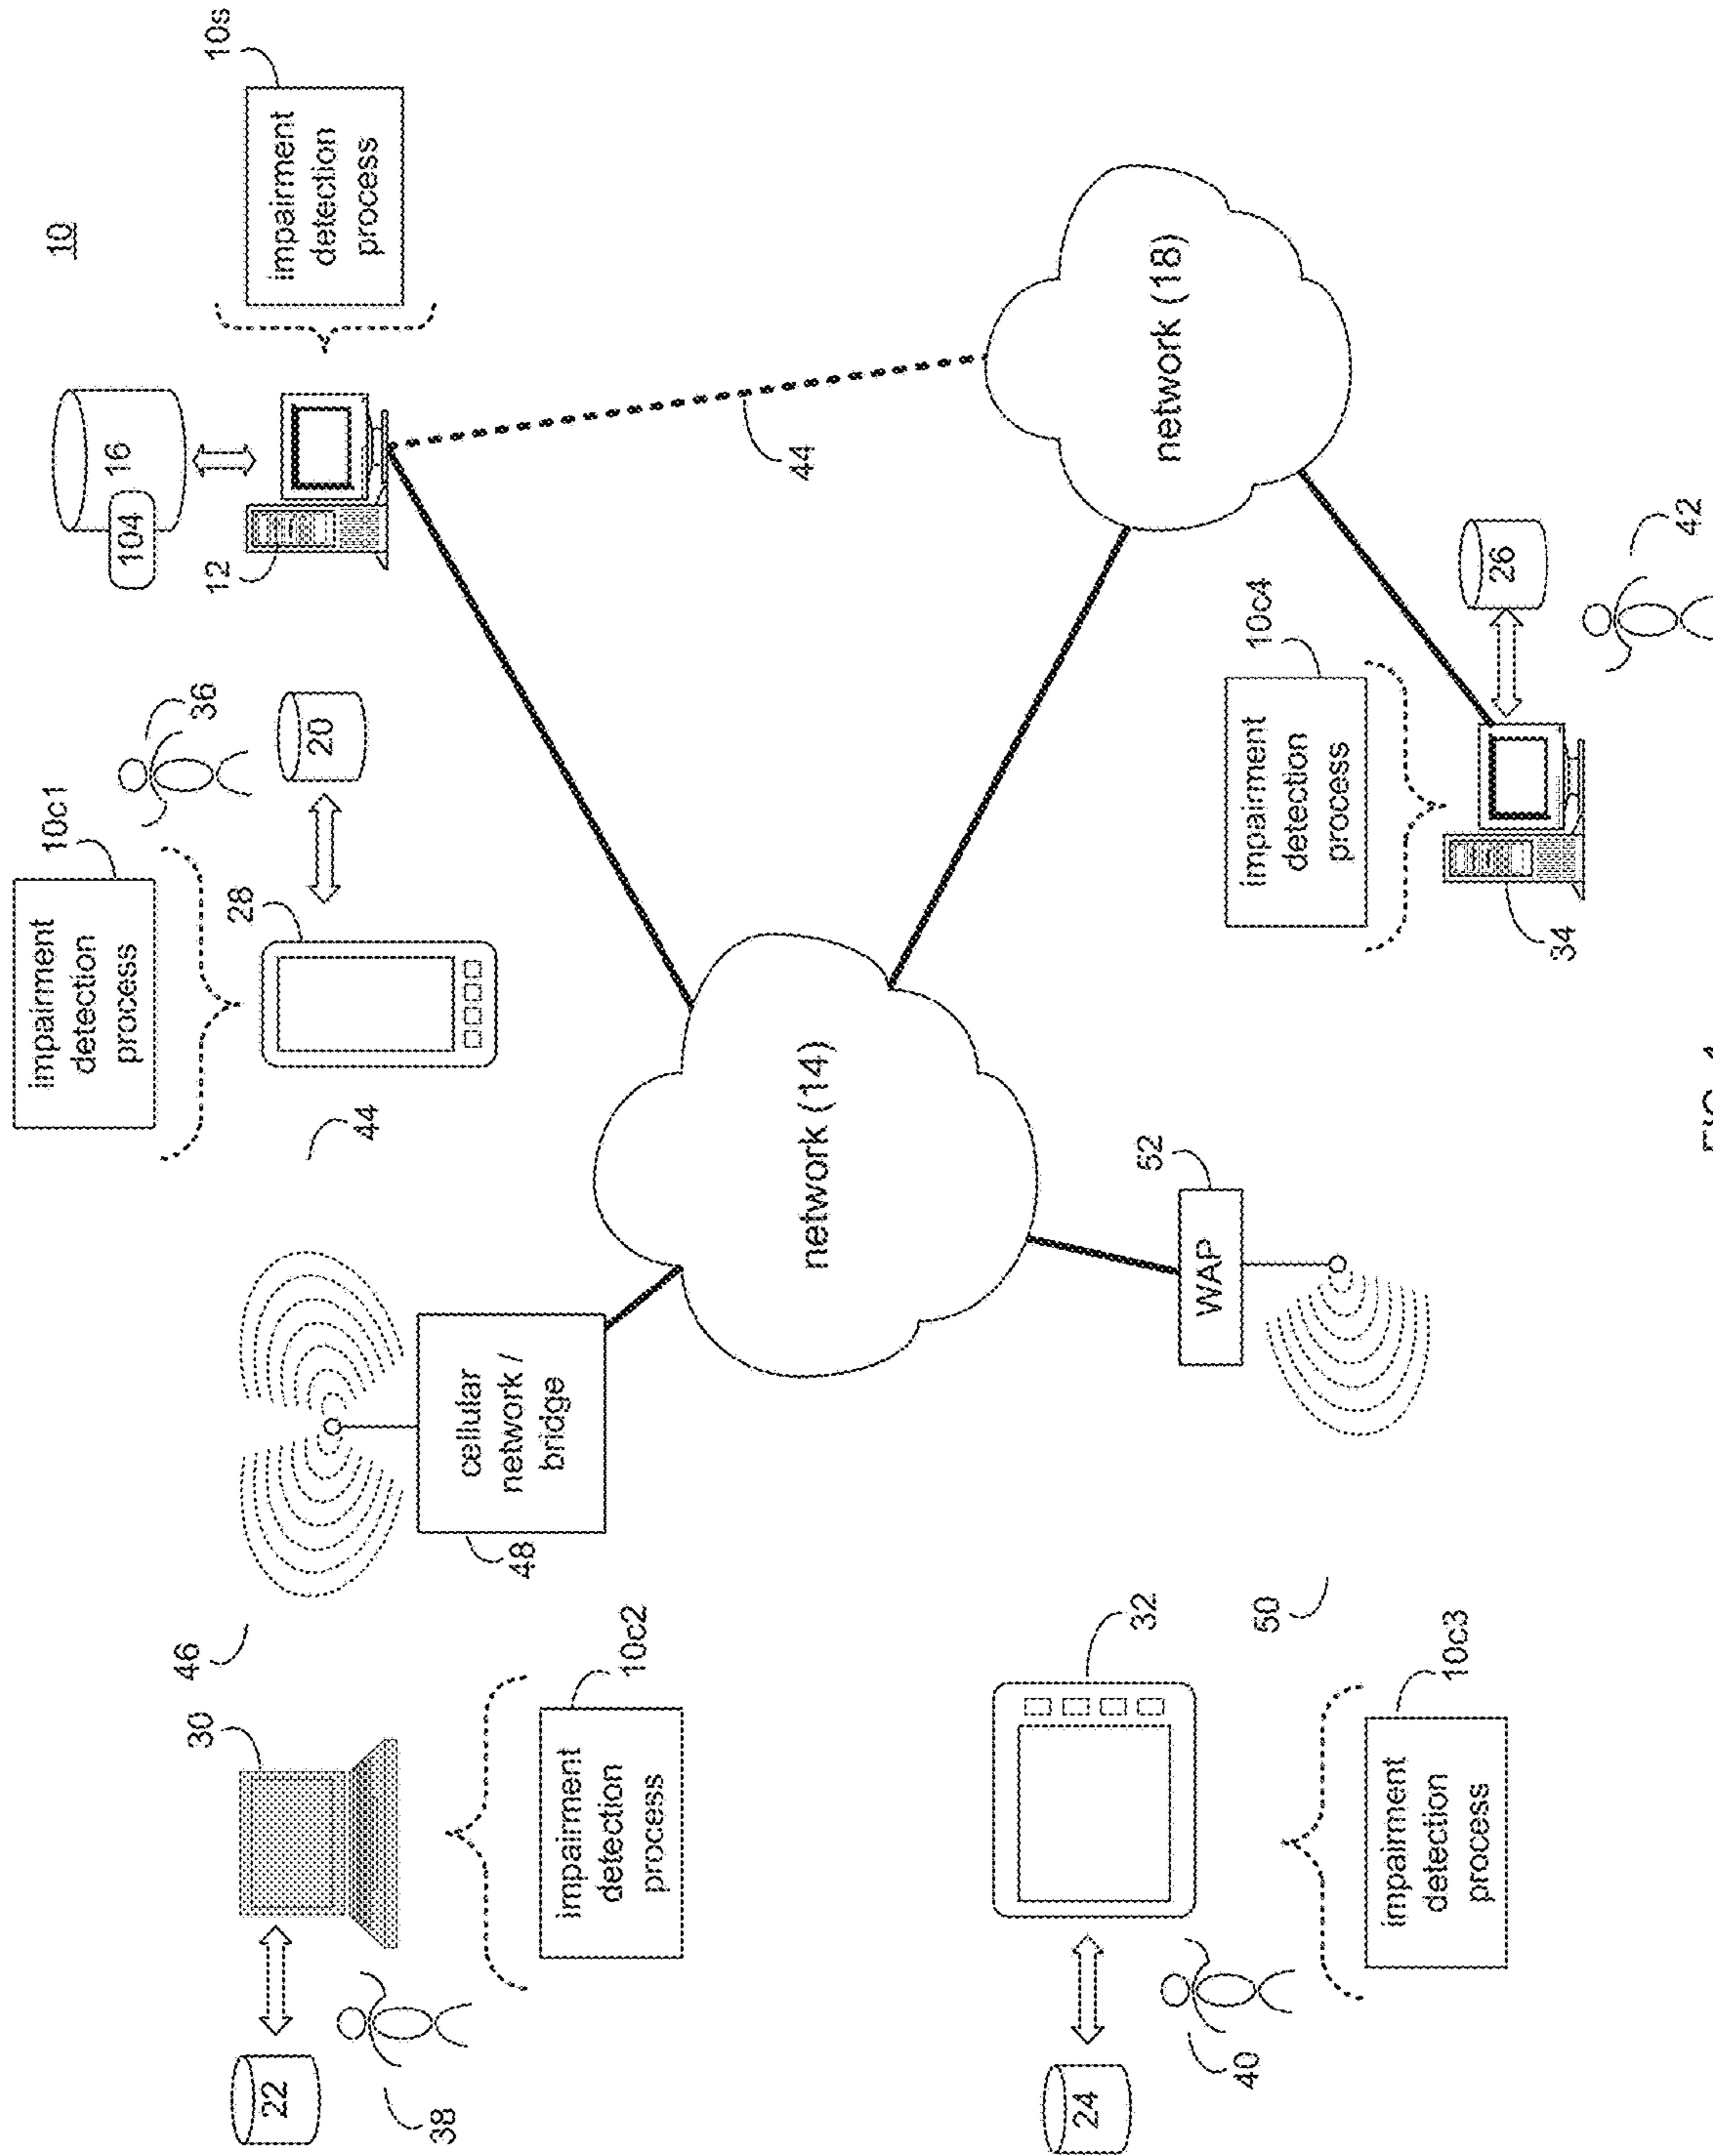 10
impairment
detection
process
10c1
36
10s
16
104
12
20
28
44
46
30
22
38
cellular
network /
bridge
48
impairment
detection
process
10c2
network (14)
44
network (18)
32
24
40
50
impairment
detection
process
10c3
WAP
52
impairment
detection
process
10c4
26
34
42
impairment
detection
process
FIG.